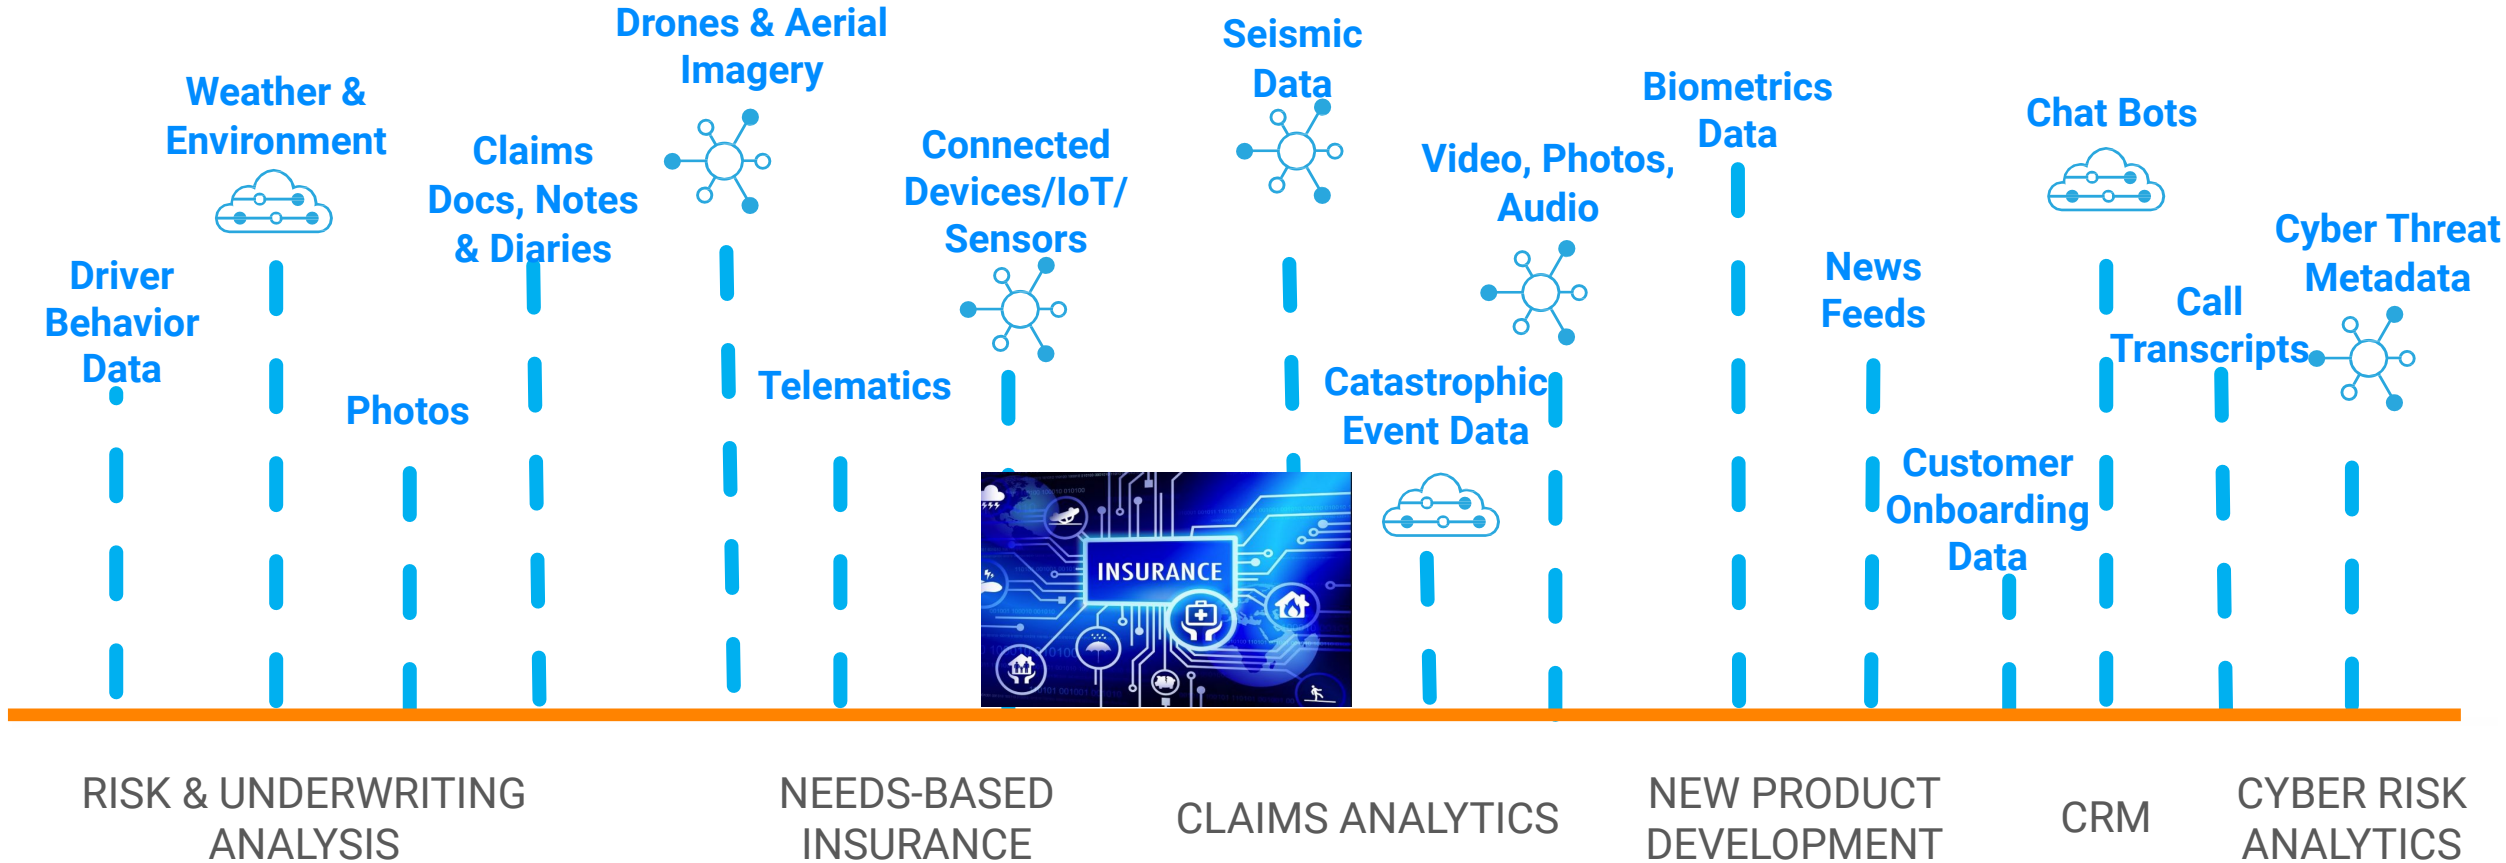 Driver
Behavior
Data
Weather &
Environment
Photos
Claims
Docs, Notes
& Diaries
Drones & Aerial
Imagery
Telematics
Connected
Devices/IoT/
Sensors
Seismic
Data
Catastrophic
Event Data
Video, Photos,
Audio
Biometrics
Data
News
Feeds
Customer
Onboarding
Data
Chat Bots
Call
Transcripts
Cyber Threat
Metadata
INSURANCE
RISK & UNDERWRITING
ANALYSIS
NEEDS-BASED
INSURANCE
CLAIMS ANALYTICS
NEW PRODUCT
DEVELOPMENT
CRM
CYBER RISK
ANALYTICS